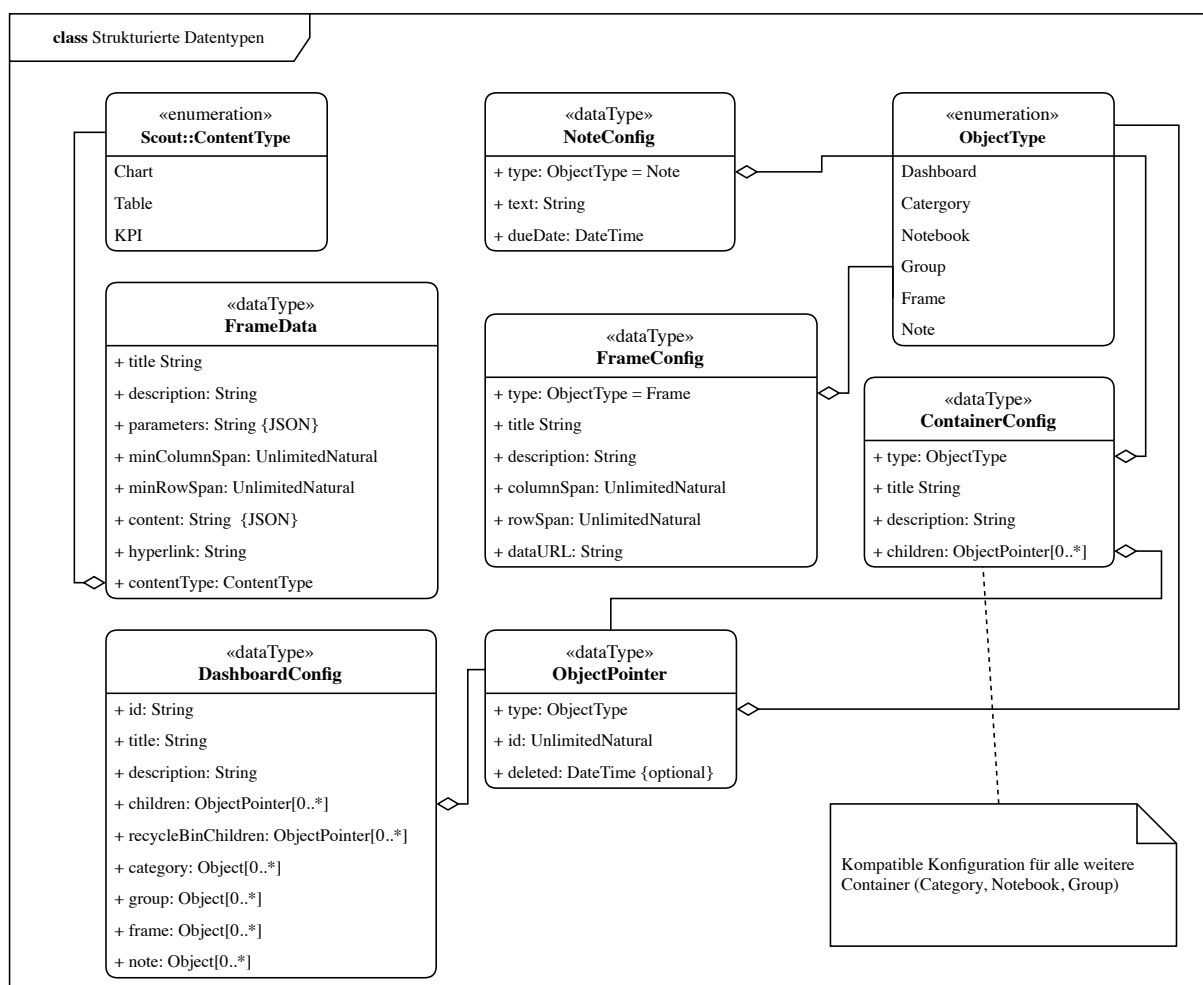 class Strukturierte Datentypen
«enumeration»
Scout::ContentType
Chart
Table
KPI
«dataType»
NoteConfig
+ type: ObjectType = Note
+ text: String
+ dueDate: DateTime
«enumeration»
ObjectType
Dashboard
Catergory
Notebook
Group
Frame
Note
«dataType»
FrameData
+ title String
+ description: String
+ parameters: String {JSON}
+ minColumnSpan: UnlimitedNatural
+ minRowSpan: UnlimitedNatural
+ content: String {JSON}
+ hyperlink: String
+ contentType: ContentType
«dataType»
FrameConfig
+ type: ObjectType = Frame
+ title String
+ description: String
+ columnSpan: UnlimitedNatural
+ rowSpan: UnlimitedNatural
+ dataURL: String
«dataType»
ContainerConfig
+ type: ObjectType
+ title String
+ description: String
+ children: ObjectPointer[0..*]
«dataType»
DashboardConfig
+ id: String
+ title: String
+ description: String
+ children: ObjectPointer[0..*]
+ recycleBinChildren: ObjectPointer[0..*]
+ category: Object[0..*]
+ group: Object[0..*]
+ frame: Object[0..*]
+ note: Object[0..*]
«dataType»
ObjectPointer
+ type: ObjectType
+ id: UnlimitedNatural
+ deleted: DateTime {optional}
Kompatible Konfiguration für alle weitere
Container (Category, Notebook, Group)